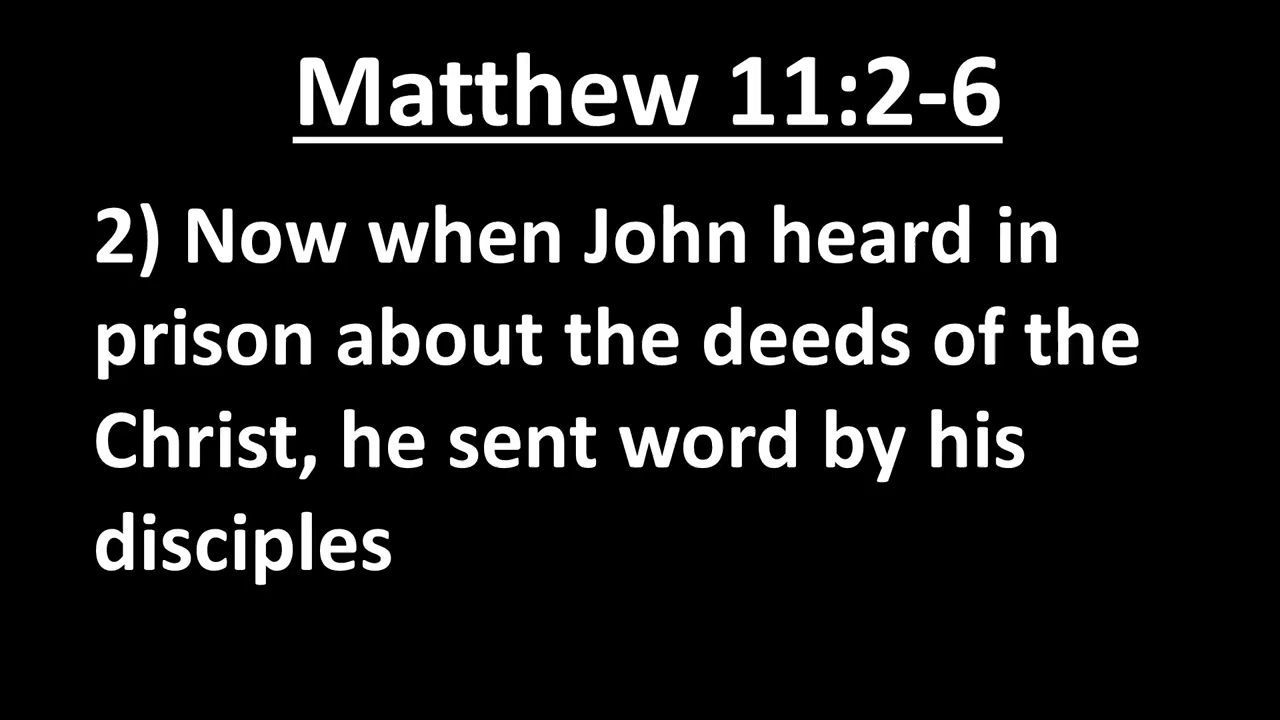 Matthew 11:2-6
2) Now when John heard in
prison about the deeds of the
Christ, he sent word by his
disciples